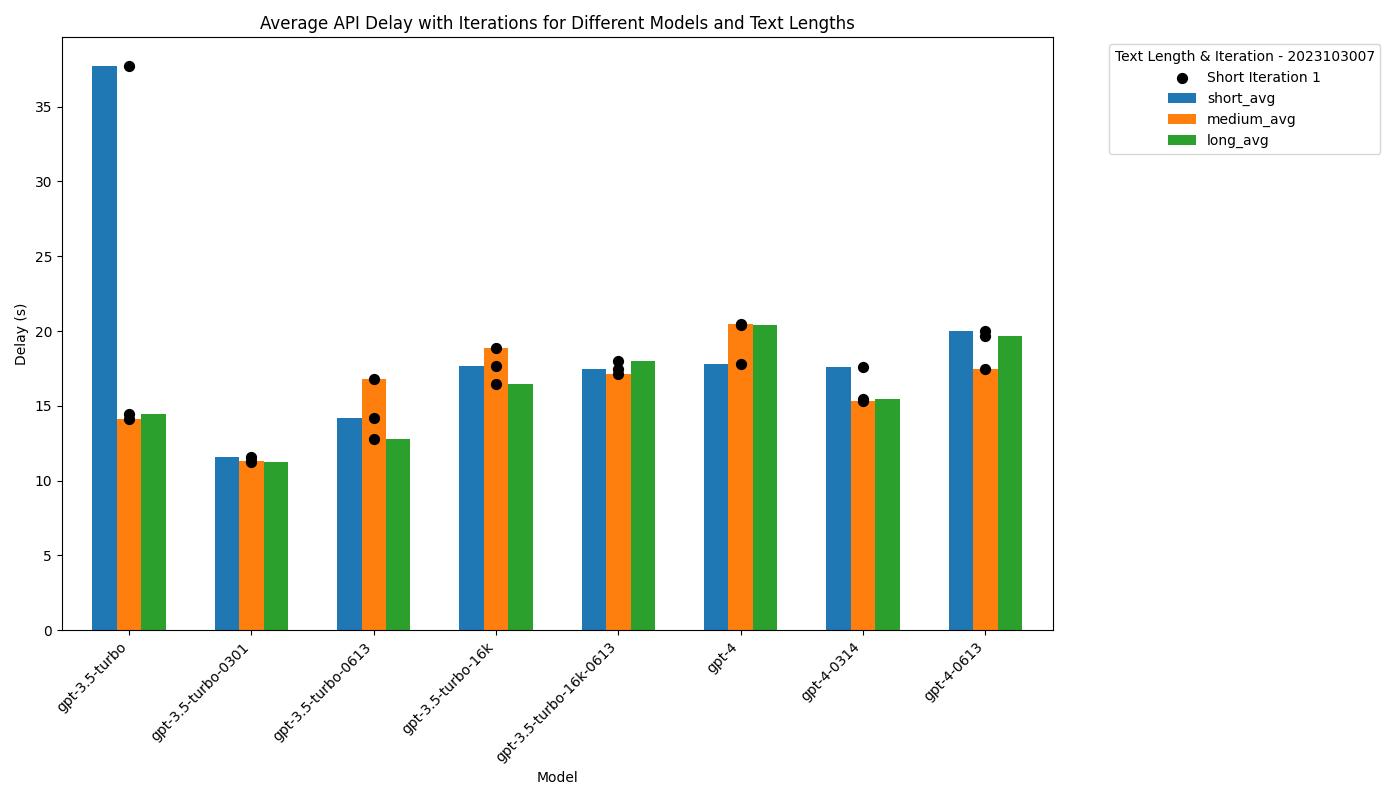 Average API Delay with Iterations for Different Models and Text Lengths
Text Length & Iteration - 2023103007
Short Iteration 1
short_avg
medium_avg
long_avg
Delay (s)
35
30
25
20
15
10
5
0
gpt-3.5-turbo
gpt-3.5-turbo-0301
gpt-3.5-turbo-0613
gpt-3.5-turbo-16k
gpt-3.5-turbo-16k-0613
gpt-4
gpt-4-0314
gpt-4-0613
Model